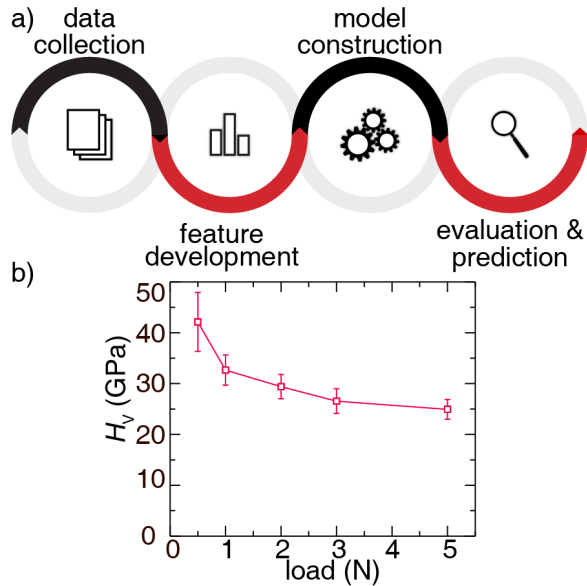 a)
data
collection
model
construction
feature
development
evaluation &
prediction
b)
H_V (GPa)
50
40
30
20
10
0
0 1 2 3 4 5
load (N)